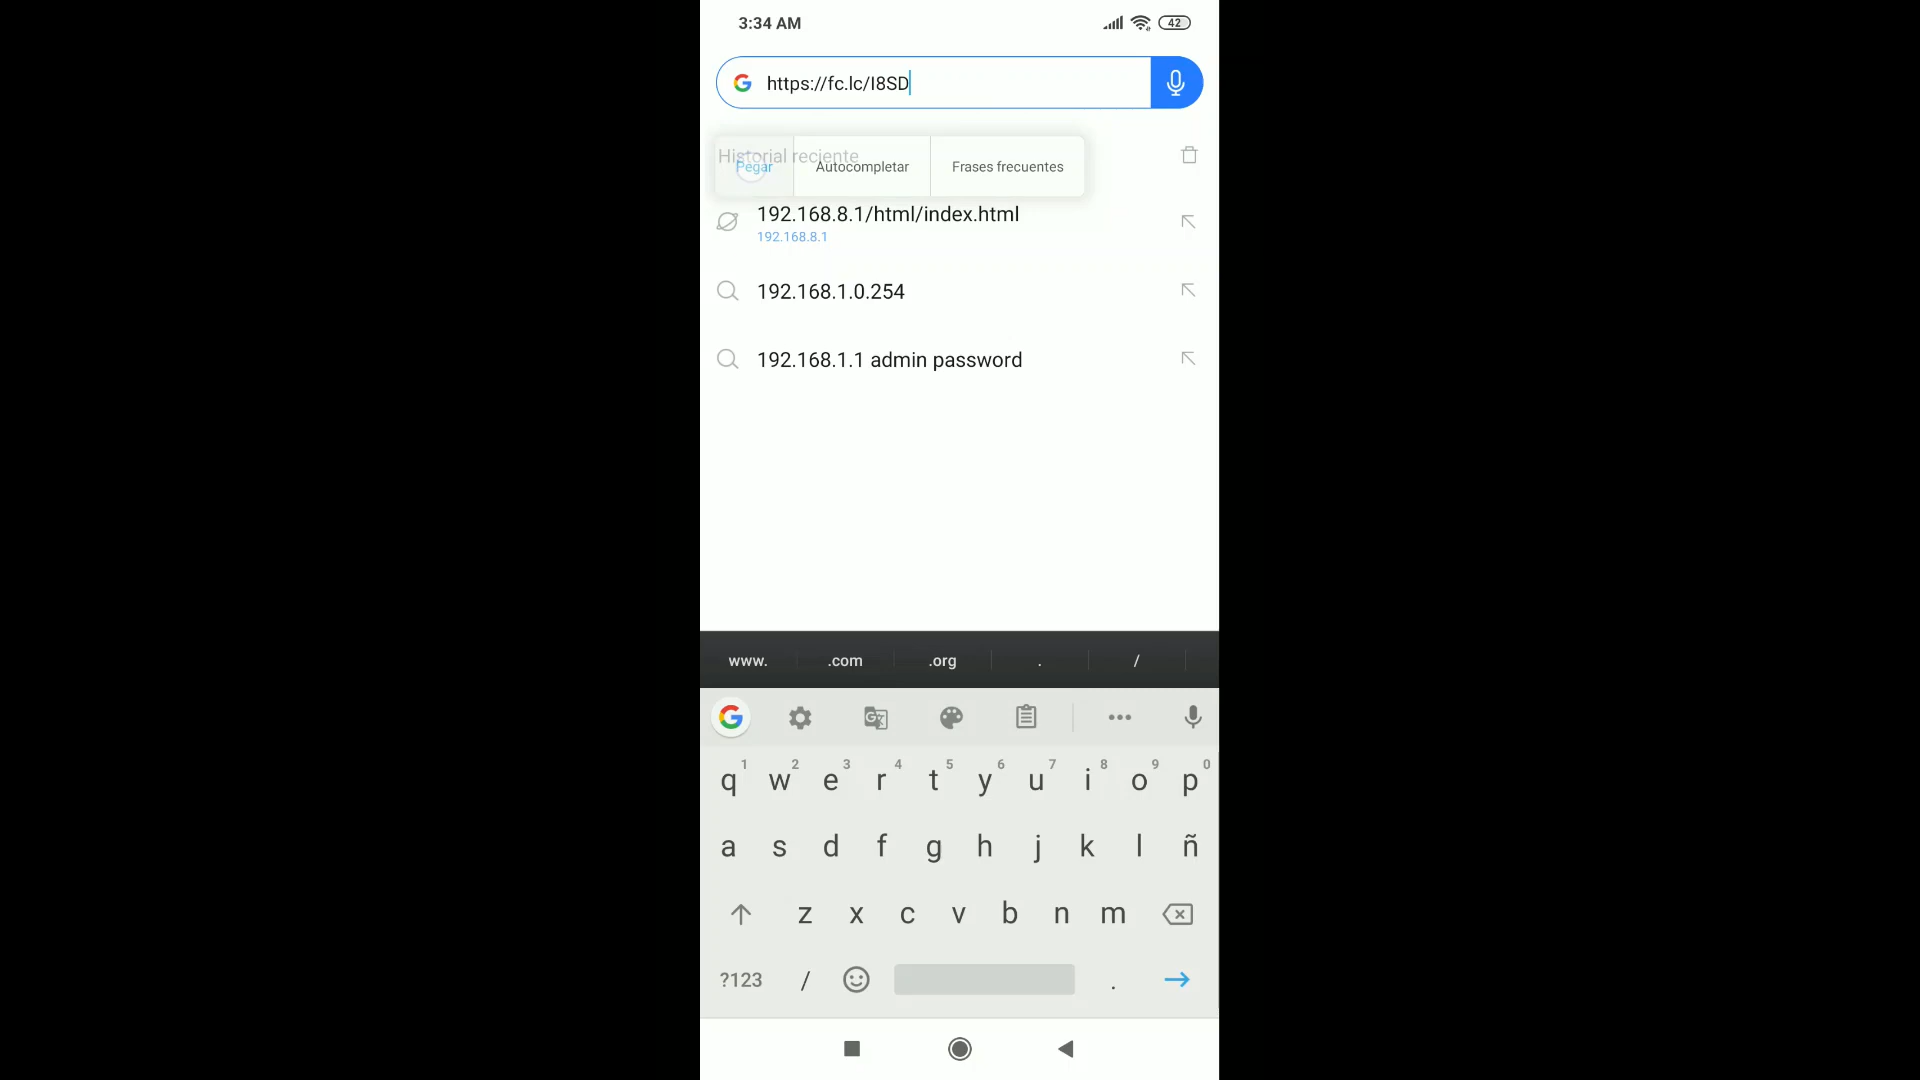 3:34 AM
42
https://fc.lc/I8SD
Historial reciente
Pegar
Autocompletar
Frases frecuentes
192.168.8.1/html/index.html
192.168.8.1
192.168.1.0.254
192.168.1.1 admin password
www. .com .org . /
1 2 3 4 5 6 7 8 9 0
q w e r t y u i o p
a s d f g h j k l ñ
z x c v b n m
?123 / .